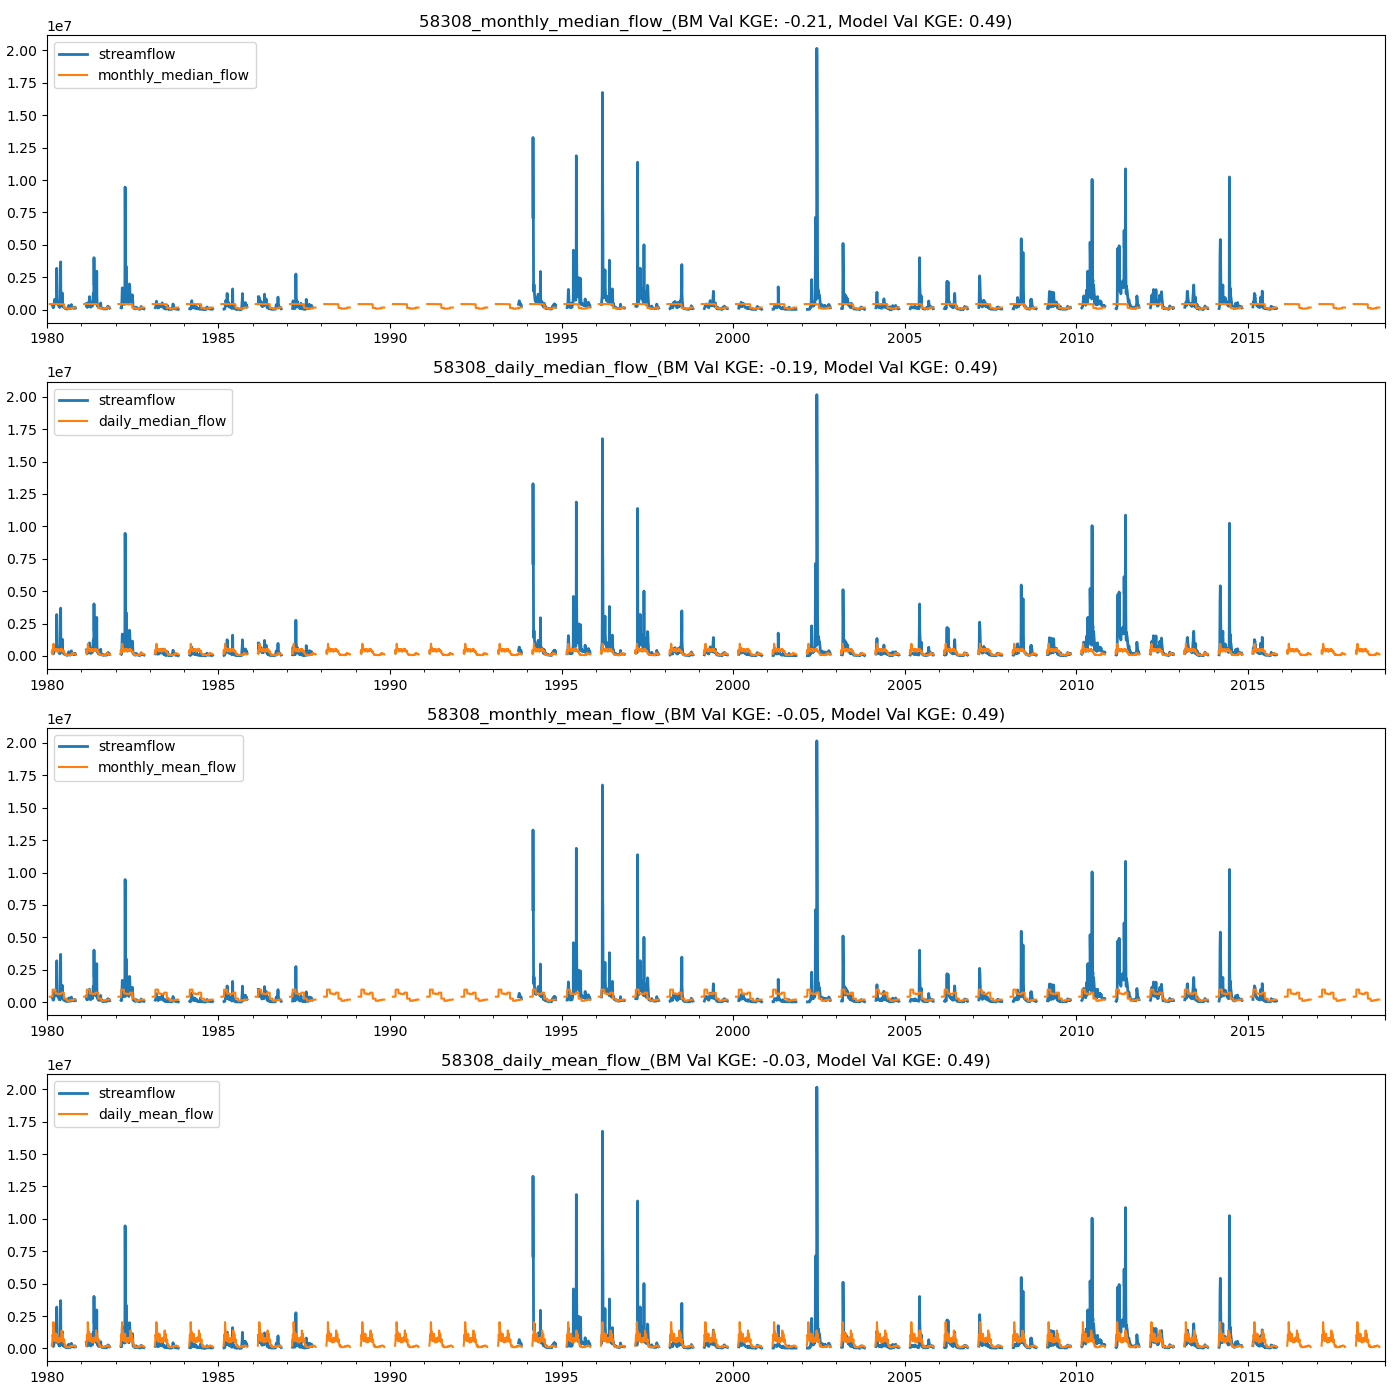 58308_monthly_median_flow_(BM Val KGE: -0.21, Model Val KGE: 0.49)
1e7
streamflow
monthly_median_flow
2.00
1.75
1.50
1.25
1.00
0.75
0.50
0.25
0.00
1980 1985 1990 1995 2000 2005 2010 2015
58308_daily_median_flow_(BM Val KGE: -0.19, Model Val KGE: 0.49)
1e7
streamflow
daily_median_flow
2.00
1.75
1.50
1.25
1.00
0.75
0.50
0.25
0.00
1980 1985 1990 1995 2000 2005 2010 2015
58308_monthly_mean_flow_(BM Val KGE: -0.05, Model Val KGE: 0.49)
1e7
streamflow
monthly_mean_flow
2.00
1.75
1.50
1.25
1.00
0.75
0.50
0.25
0.00
1980 1985 1990 1995 2000 2005 2010 2015
58308_daily_mean_flow_(BM Val KGE: -0.03, Model Val KGE: 0.49)
1e7
streamflow
daily_mean_flow
2.00
1.75
1.50
1.25
1.00
0.75
0.50
0.25
0.00
1980 1985 1990 1995 2000 2005 2010 2015